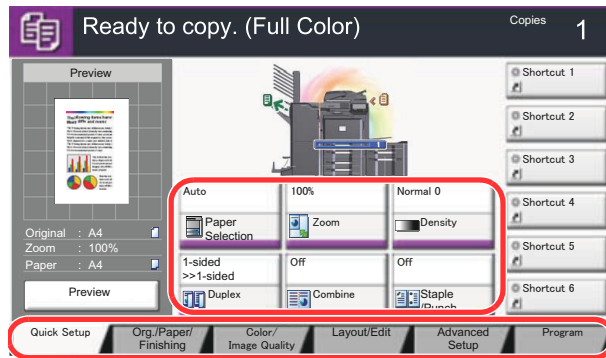 Ready to copy. (Full Color)
Copies
1
Preview
Original : A4
Zoom : 100%
Paper : A4
Preview
Auto
Paper
Selection
100%
Zoom
Normal 0
Density
1-sided
>>1-sided
Duplex
Off
Combine
Off
Staple
/Punch
Shortcut 1
Shortcut 2
Shortcut 3
Shortcut 4
Shortcut 5
Shortcut 6
Quick Setup
Org./Paper/
Finishing
Color/
Image Quality
Layout/Edit
Advanced
Setup
Program